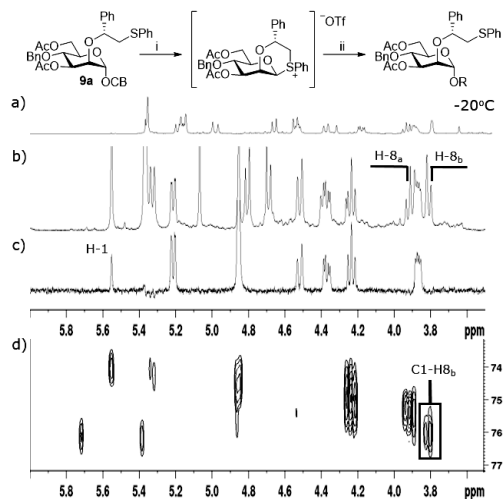 Ph
SPh
O
AcO
O
BnO
AcO
9a
OCB
i
Ph
AcO
O
BnO
O
AcO
SPh
+
⁻OTf
ii
Ph
SPh
O
AcO
O
BnO
AcO
OR
a)
-20°C
b)
H-8a
H-8b
c)
H-1
5.8 5.6 5.4 5.2 5.0 4.8 4.6 4.4 4.2 4.0 3.8 ppm
d)
C1-H8b
74
75
76
77
5.8 5.6 5.4 5.2 5.0 4.8 4.6 4.4 4.2 4.0 3.8 ppm